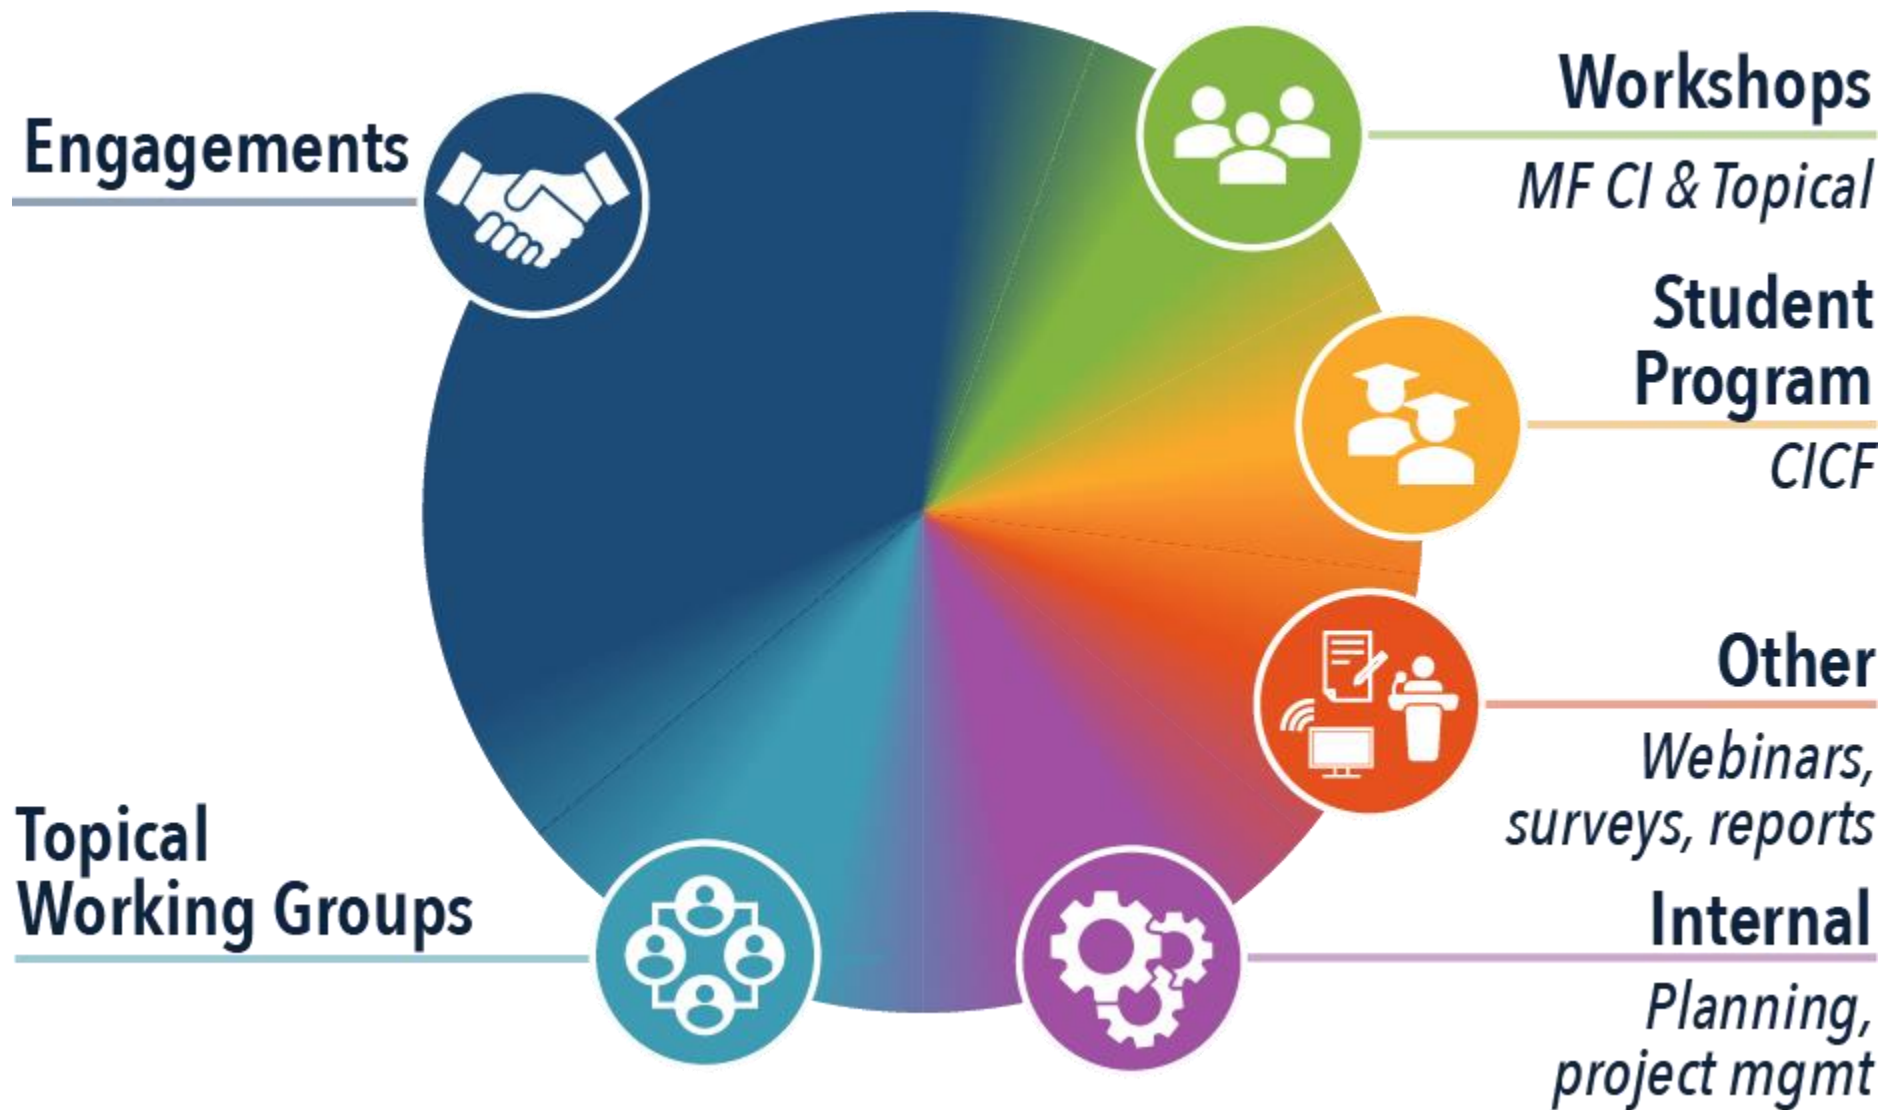 Engagements
Workshops
MF CI & Topical
Student
Program
CICF
Other
Webinars,
surveys, reports
Topical
Working Groups
Internal
Planning,
project mgmt